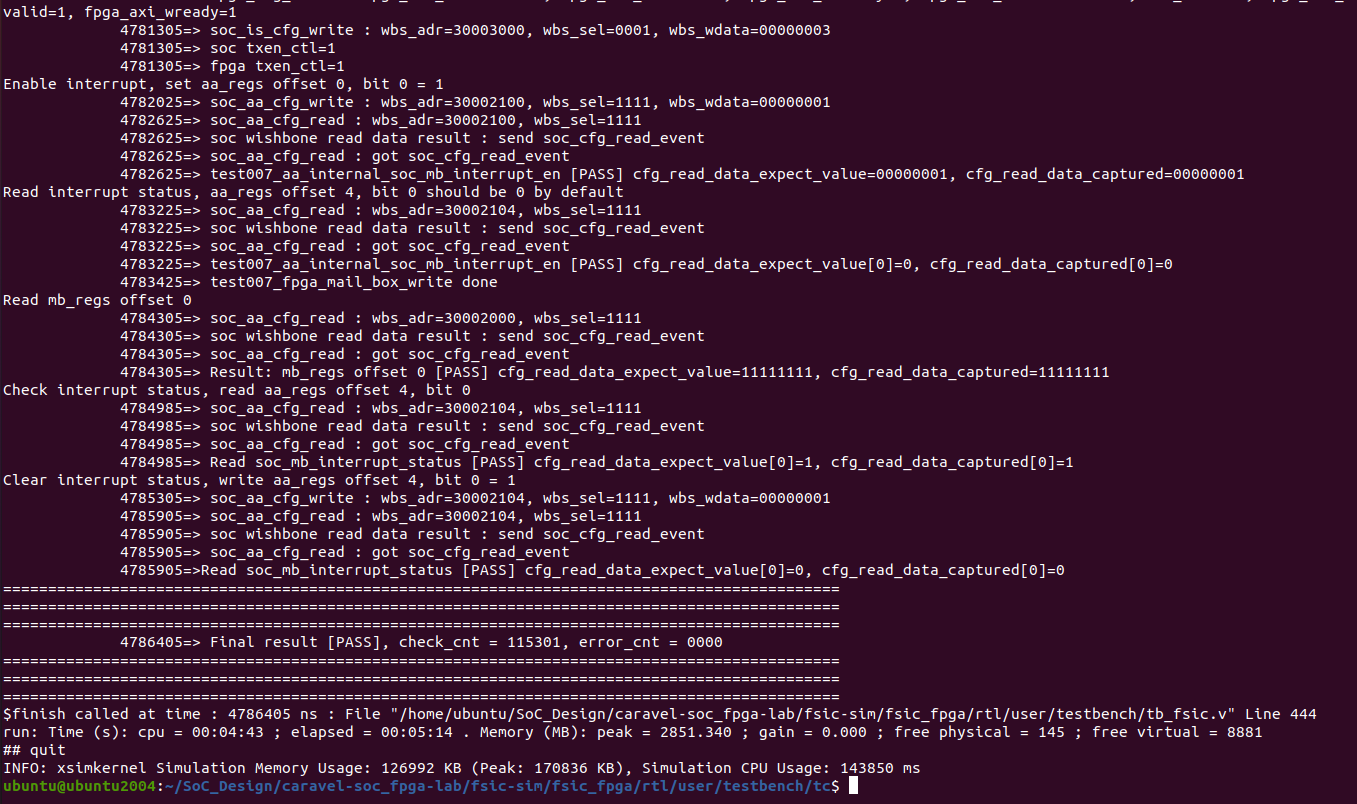 valid=1, fpga_axi_wready=1
4781305=> soc_is_cfg_write : wbs_adr=30003000, wbs_sel=0001, wbs_wdata=00000003
4781305=> soc txen_ctl=1
4781305=> fpga txen_ctl=1
Enable interrupt, set aa_regs offset 0, bit 0 = 1
4782025=> soc_aa_cfg_write : wbs_adr=30002100, wbs_sel=1111, wbs_wdata=00000001
4782625=> soc_aa_cfg_read : wbs_adr=30002100, wbs_sel=1111
4782625=> soc wishbone read data result : send soc_cfg_read_event
4782625=> soc_aa_cfg_read : got soc_cfg_read_event
4782625=> test007_aa_internal_soc_mb_interrupt_en [PASS] cfg_read_data_expect_value=00000001, cfg_read_data_captured=00000001
Read interrupt status, aa_regs offset 4, bit 0 should be 0 by default
4783225=> soc_aa_cfg_read : wbs_adr=30002104, wbs_sel=1111
4783225=> soc wishbone read data result : send soc_cfg_read_event
4783225=> soc_aa_cfg_read : got soc_cfg_read_event
4783225=> test007_aa_internal_soc_mb_interrupt_en [PASS] cfg_read_data_expect_value[0]=0, cfg_read_data_captured[0]=0
4783425=> test007_fpga_mail_box_write done
Read mb_regs offset 0
4784305=> soc_aa_cfg_read : wbs_adr=30002000, wbs_sel=1111
4784305=> soc wishbone read data result : send soc_cfg_read_event
4784305=> soc_aa_cfg_read : got soc_cfg_read_event
4784305=> Result: mb_regs offset 0 [PASS] cfg_read_data_expect_value=11111111, cfg_read_data_captured=11111111
Check interrupt status, read aa_regs offset 4, bit 0
4784985=> soc_aa_cfg_read : wbs_adr=30002104, wbs_sel=1111
4784985=> soc wishbone read data result : send soc_cfg_read_event
4784985=> soc_aa_cfg_read : got soc_cfg_read_event
4784985=> Read soc_mb_interrupt_status [PASS] cfg_read_data_expect_value[0]=1, cfg_read_data_captured[0]=1
Clear interrupt status, write aa_regs offset 4, bit 0 = 1
4785305=> soc_aa_cfg_write : wbs_adr=30002104, wbs_sel=1111, wbs_wdata=00000001
4785905=> soc_aa_cfg_read : wbs_adr=30002104, wbs_sel=1111
4785905=> soc wishbone read data result : send soc_cfg_read_event
4785905=> soc_aa_cfg_read : got soc_cfg_read_event
4785905=>Read soc_mb_interrupt_status [PASS] cfg_read_data_expect_value[0]=0, cfg_read_data_captured[0]=0
=============================================================================================
=============================================================================================
=============================================================================================
4786405=> Final result [PASS], check_cnt = 115301, error_cnt = 0000
=============================================================================================
=============================================================================================
=============================================================================================
$finish called at time : 4786405 ns : File "/home/ubuntu/SoC_Design/caravel-soc_fpga-lab/fsic-sim/fsic_fpga/rtl/user/testbench/tb_fsic.v" Line 444
run: Time (s): cpu = 00:04:43 ; elapsed = 00:05:14 . Memory (MB): peak = 2851.340 ; gain = 0.000 ; free physical = 145 ; free virtual = 8881
## quit
INFO: xsimkernel Simulation Memory Usage: 126992 KB (Peak: 170836 KB), Simulation CPU Usage: 143850 ms
ubuntu@ubuntu2004:~/SoC_Design/caravel-soc_fpga-lab/fsic-sim/fsic_fpga/rtl/user/testbench/tc$